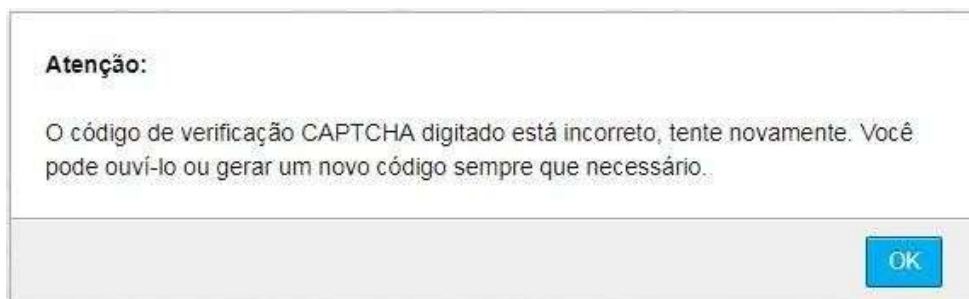 Atenção:
O código de verificação CAPTCHA digitado está incorreto, tente novamente. Você
pode ouví-lo ou gerar um novo código sempre que necessário.
OK